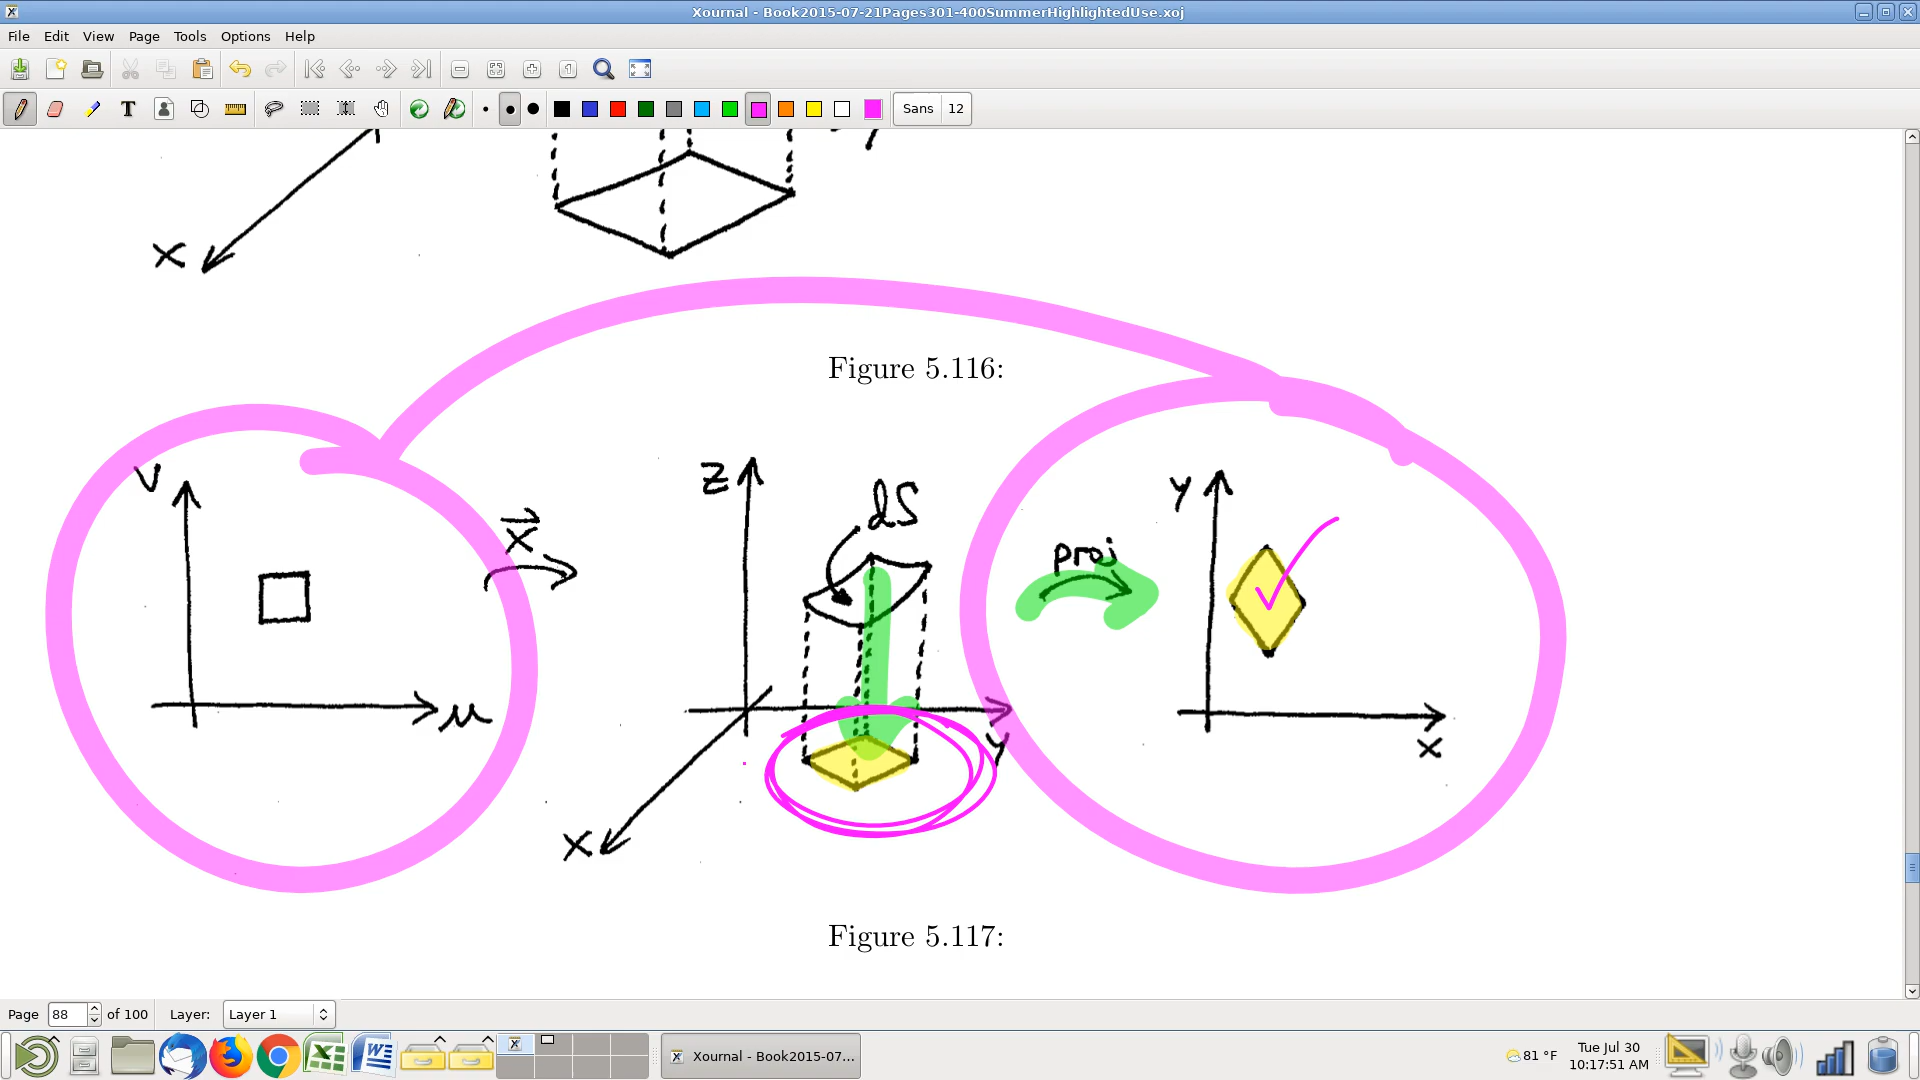 Xournal - Book2015-07-21Pages301-400SummerHighlightedUse.xoj
File Edit View Page Tools Options Help
Sans 12
x
y
Figure 5.116:
v
u
x
z
dS
y
x
proj
y
x
Figure 5.117:
Page 88 of 100 Layer: Layer 1
Xournal - Book2015-07...
81 °F
Tue Jul 30
10:17:51 AM